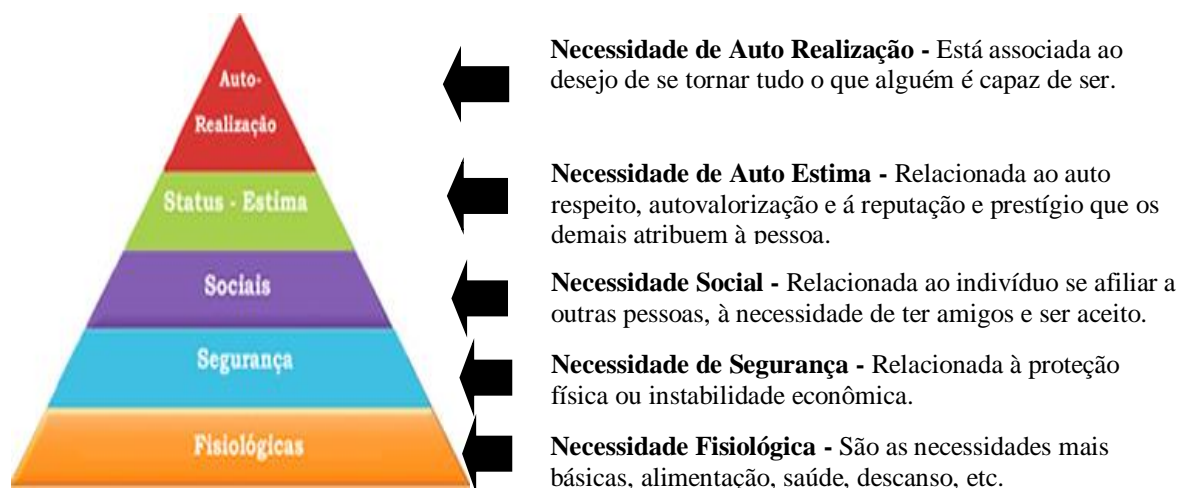 Auto-
Realização
Necessidade de Auto Realização - Está associada ao
desejo de se tornar tudo o que alguém é capaz de ser.
Status - Estima
Necessidade de Auto Estima - Relacionada ao auto
respeito, autovalorização e á reputação e prestígio que os
demais atribuem à pessoa.
Sociais
Necessidade Social - Relacionada ao indivíduo se afiliar a
outras pessoas, à necessidade de ter amigos e ser aceito.
Segurança
Necessidade de Segurança - Relacionada à proteção
física ou instabilidade econômica.
Fisiológicas
Necessidade Fisiológica - São as necessidades mais
básicas, alimentação, saúde, descanso, etc.